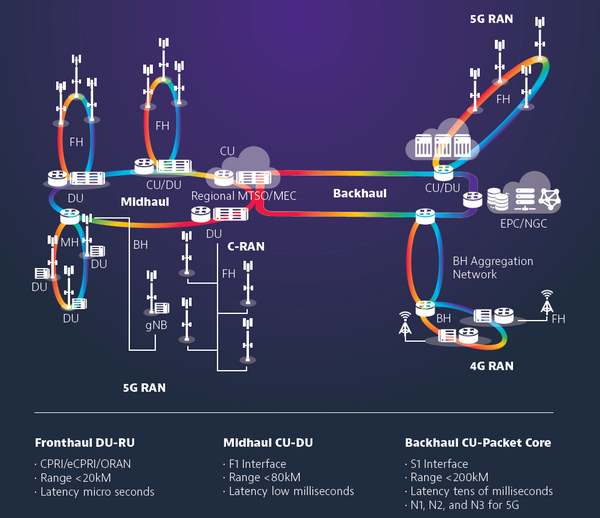 5G RAN
FH
FH
FH
CU
DU
CU/DU
CU/DU
Midhaul
Regional MTSO/MEC
Backhaul
EPC/NGC
DU
MH
BH
C-RAN
DU
DU
FH
BH Aggregation
Network
DU
gNB
BH
FH
4G RAN
5G RAN
Fronthaul DU-RU
· CPRI/eCPRI/ORAN
· Range <20kM
· Latency micro seconds
Midhaul CU-DU
· F1 Interface
· Range <80kM
· Latency low milliseconds
Backhaul CU-Packet Core
· S1 Interface
· Range <200kM
· Latency tens of milliseconds
· N1, N2, and N3 for 5G